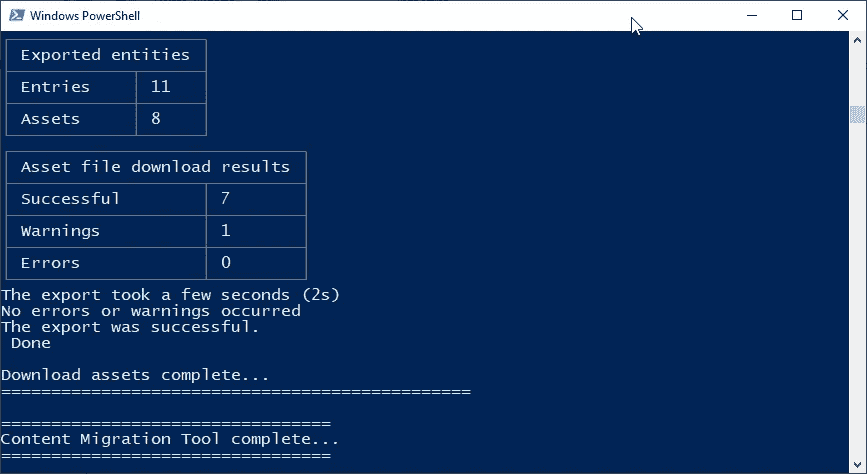 Windows PowerShell
Exported entities
Entries 11
Assets 8
Asset file download results
Successful 7
Warnings 1
Errors 0
The export took a few seconds (2s)
No errors or warnings occurred
The export was successful.
Done
Download assets complete...
===============================================
=================================
Content Migration Tool complete...
=================================